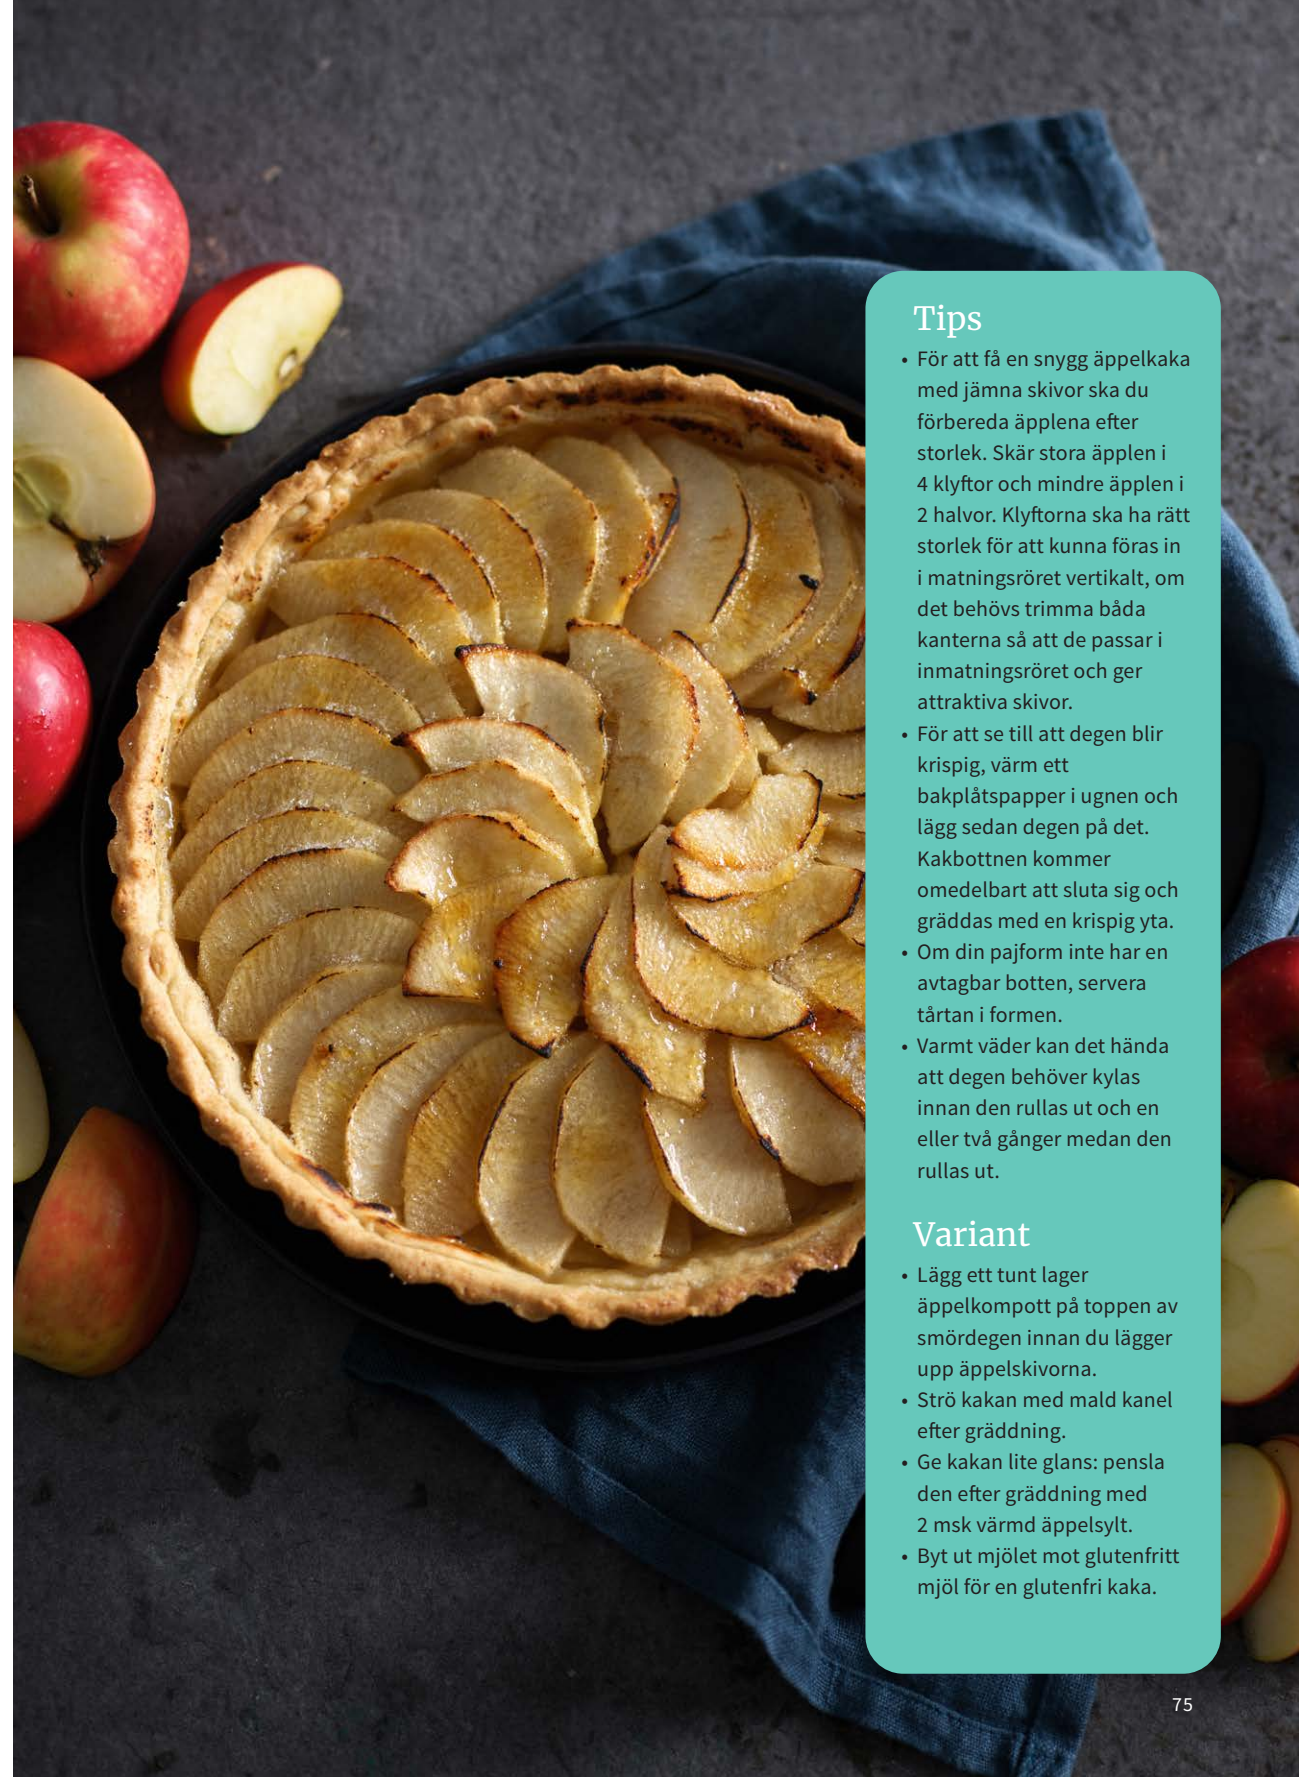 Tips
• För att få en snygg äppelkaka
med jämna skivor ska du
förbereda äpplena efter
storlek. Skär stora äpplen i
4 klyftor och mindre äpplen i
2 halvor. Klyftorna ska ha rätt
storlek för att kunna föras in
i matningsröret vertikalt, om
det behövs trimma båda
kanterna så att de passar i
inmatningsröret och ger
attraktiva skivor.
• För att se till att degen blir
krispig, värm ett
bakplåtspapper i ugnen och
lägg sedan degen på det.
Kakbottnen kommer
omedelbart att sluta sig och
gräddas med en krispig yta.
• Om din pajform inte har en
avtagbar botten, servera
tårtan i formen.
• Varmt väder kan det hända
att degen behöver kylas
innan den rullas ut och en
eller två gånger medan den
rullas ut.
Variant
• Lägg ett tunt lager
äppelkompott på toppen av
smördegen innan du lägger
upp äppelskivorna.
• Strö kakan med mald kanel
efter gräddning.
• Ge kakan lite glans: pensla
den efter gräddning med
2 msk värmd äppelsylt.
• Byt ut mjölet mot glutenfritt
mjöl för en glutenfri kaka.
75